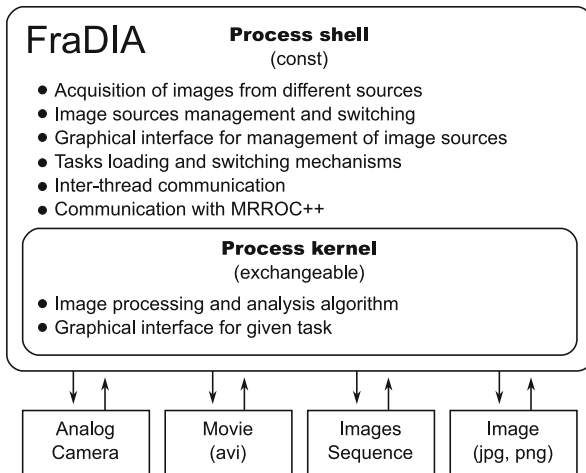 FraDIA
Process shell
(const)
● Acquisition of images from different sources
● Image sources management and switching
● Graphical interface for management of image sources
● Tasks loading and switching mechanisms
● Inter-thread communication
● Communication with MRROC++
Process kernel
(exchangeable)
● Image processing and analysis algorithm
● Graphical interface for given task
Analog
Camera
Movie
(avi)
Images
Sequence
Image
(jpg, png)